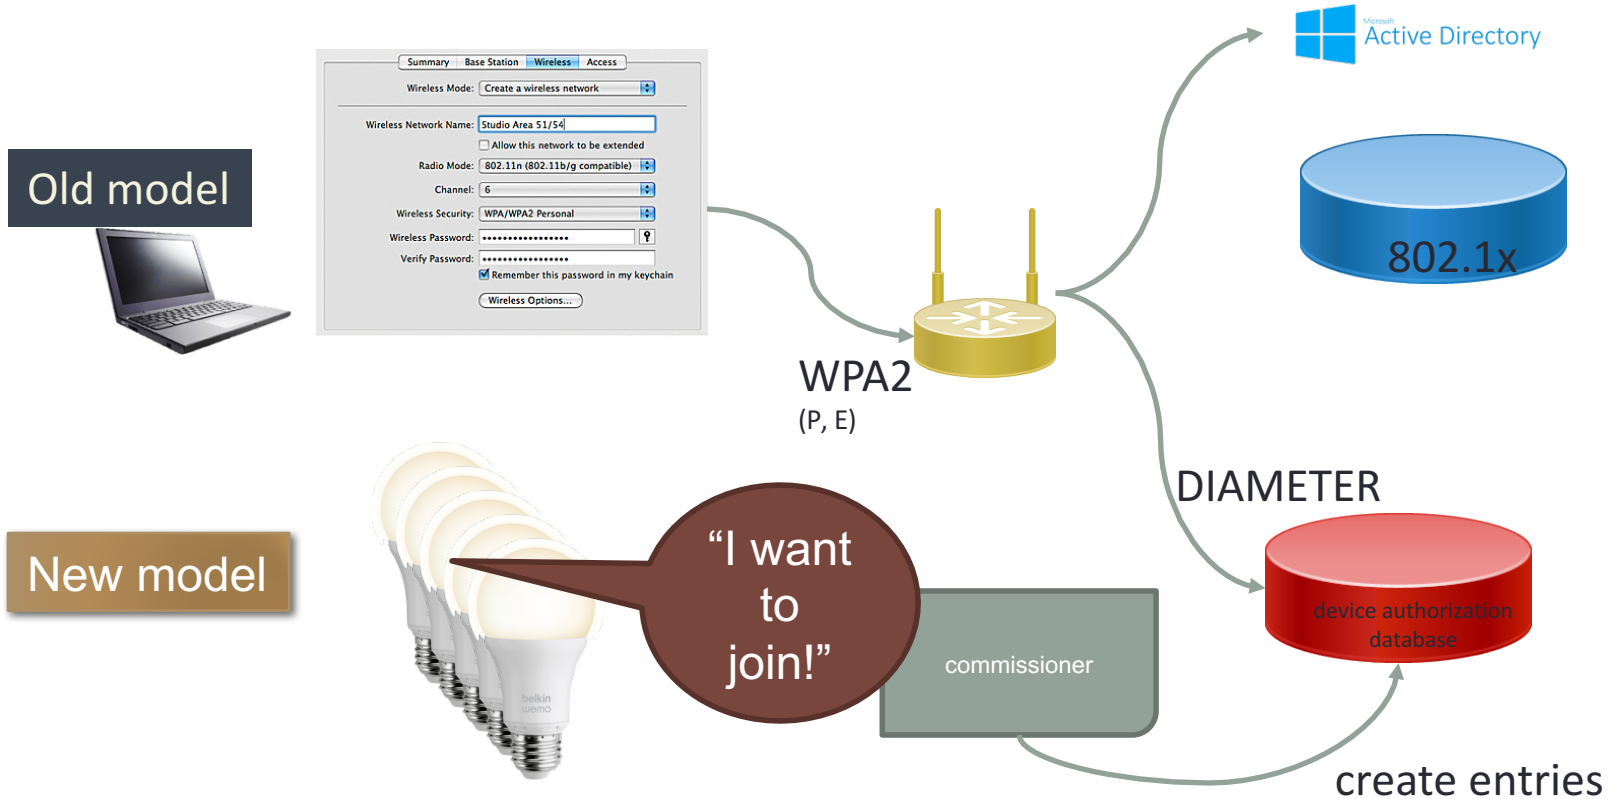 Microsoft
Active Directory
Summary Base Station Wireless Access
Wireless Mode: Create a wireless network
Wireless Network Name: Studio Area 51/54
Allow this network to be extended
Radio Mode: 802.11n (802.11b/g compatible)
Channel: 6
Wireless Security: WPA/WPA2 Personal
Wireless Password: •••••••••••••••••
Verify Password: •••••••••••••••••
Remember this password in my keychain
Wireless Options...
Old model
802.1x
WPA2
(P, E)
DIAMETER
New model
“I want
to
join!”
belkin
wemo
commissioner
device authorization
database
create entries